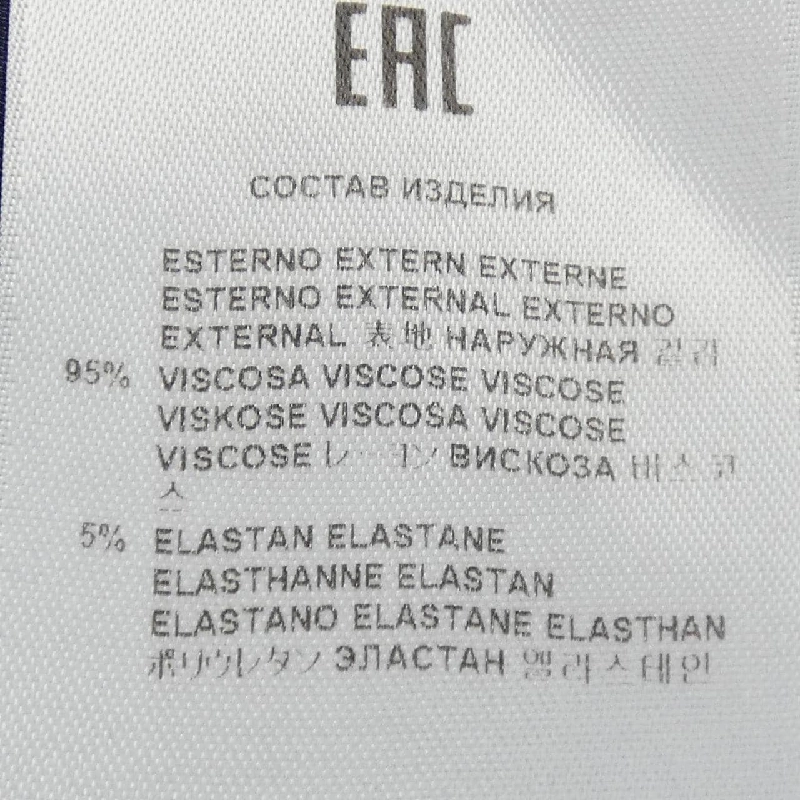 EAC
СОСТАВ ИЗДЕЛИЯ
ESTERNO EXTERN EXTERNE
ESTERNO EXTERNAL EXTERNO
EXTERNAL 表地 НАРУЖНАЯ
95% VISCOSA VISCOSE VISCOSE
VISKOSE VISCOSA VISCOSE
VISCOSE レーヨン ВИСКОЗА 비스코
스
5% ELASTAN ELASTANE
ELASTHANNE ELASTAN
ELASTANO ELASTANE ELASTHAN
ポリウレタン ЭЛАСТАН 엘라스테인